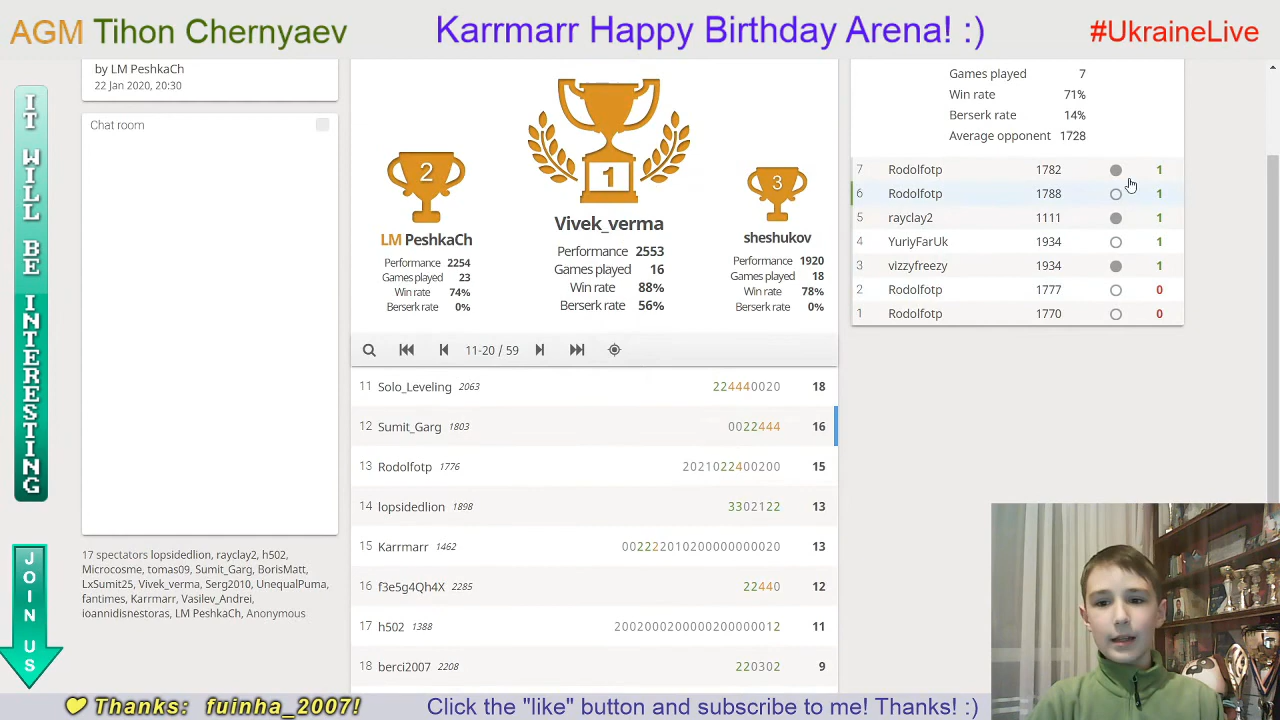 AGM Tihon Chernyaev
Karrmarr Happy Birthday Arena! :)
#UkraineLive
IT WILL BE INTERESTING
JOIN US
by LM PeshkaCh
22 Jan 2020, 20:30
Chat room
17 spectators lopsidedlion, rayclay2, h502,
Microcosme, tomas09, Sumit_Garg, BorisMatt,
LxSumit25, Vivek_verma, Serg2010, UnequalPuma,
fantimes, Karrmarr, Vasilev_Andrei,
ioannidisnestoras, LM PeshkaCh, Anonymous
2
LM PeshkaCh
Performance 2254
Games played 23
Win rate 74%
Berserk rate 0%
1
Vivek_verma
Performance 2553
Games played 16
Win rate 88%
Berserk rate 56%
3
sheshukov
Performance 1920
Games played 18
Win rate 78%
Berserk rate 0%
11-20 / 59
11 Solo_Leveling 2063 224440020 18
12 Sumit_Garg 1803 0022444 16
13 Rodolfotp 1776 202102240​0200 15
14 lopsidedlion 1898 3302122 13
15 Karrmarr 1462 00222201020000000​0020 13
16 f3e5g4Qh4X 2285 22440 12
17 h502 1388 20020002000002000000​12 11
18 berci2007 2208 220302 9
Games played 7
Win rate 71%
Berserk rate 14%
Average opponent 1728
7 Rodolfotp 1782 1
6 Rodolfotp 1788 1
5 rayclay2 1111 1
4 YuriyFarUk 1934 1
3 vizzyfreezy 1934 1
2 Rodolfotp 1777 0
1 Rodolfotp 1770 0
Thanks: fuinha_2007!
Click the "like" button and subscribe to me! Thanks! :)